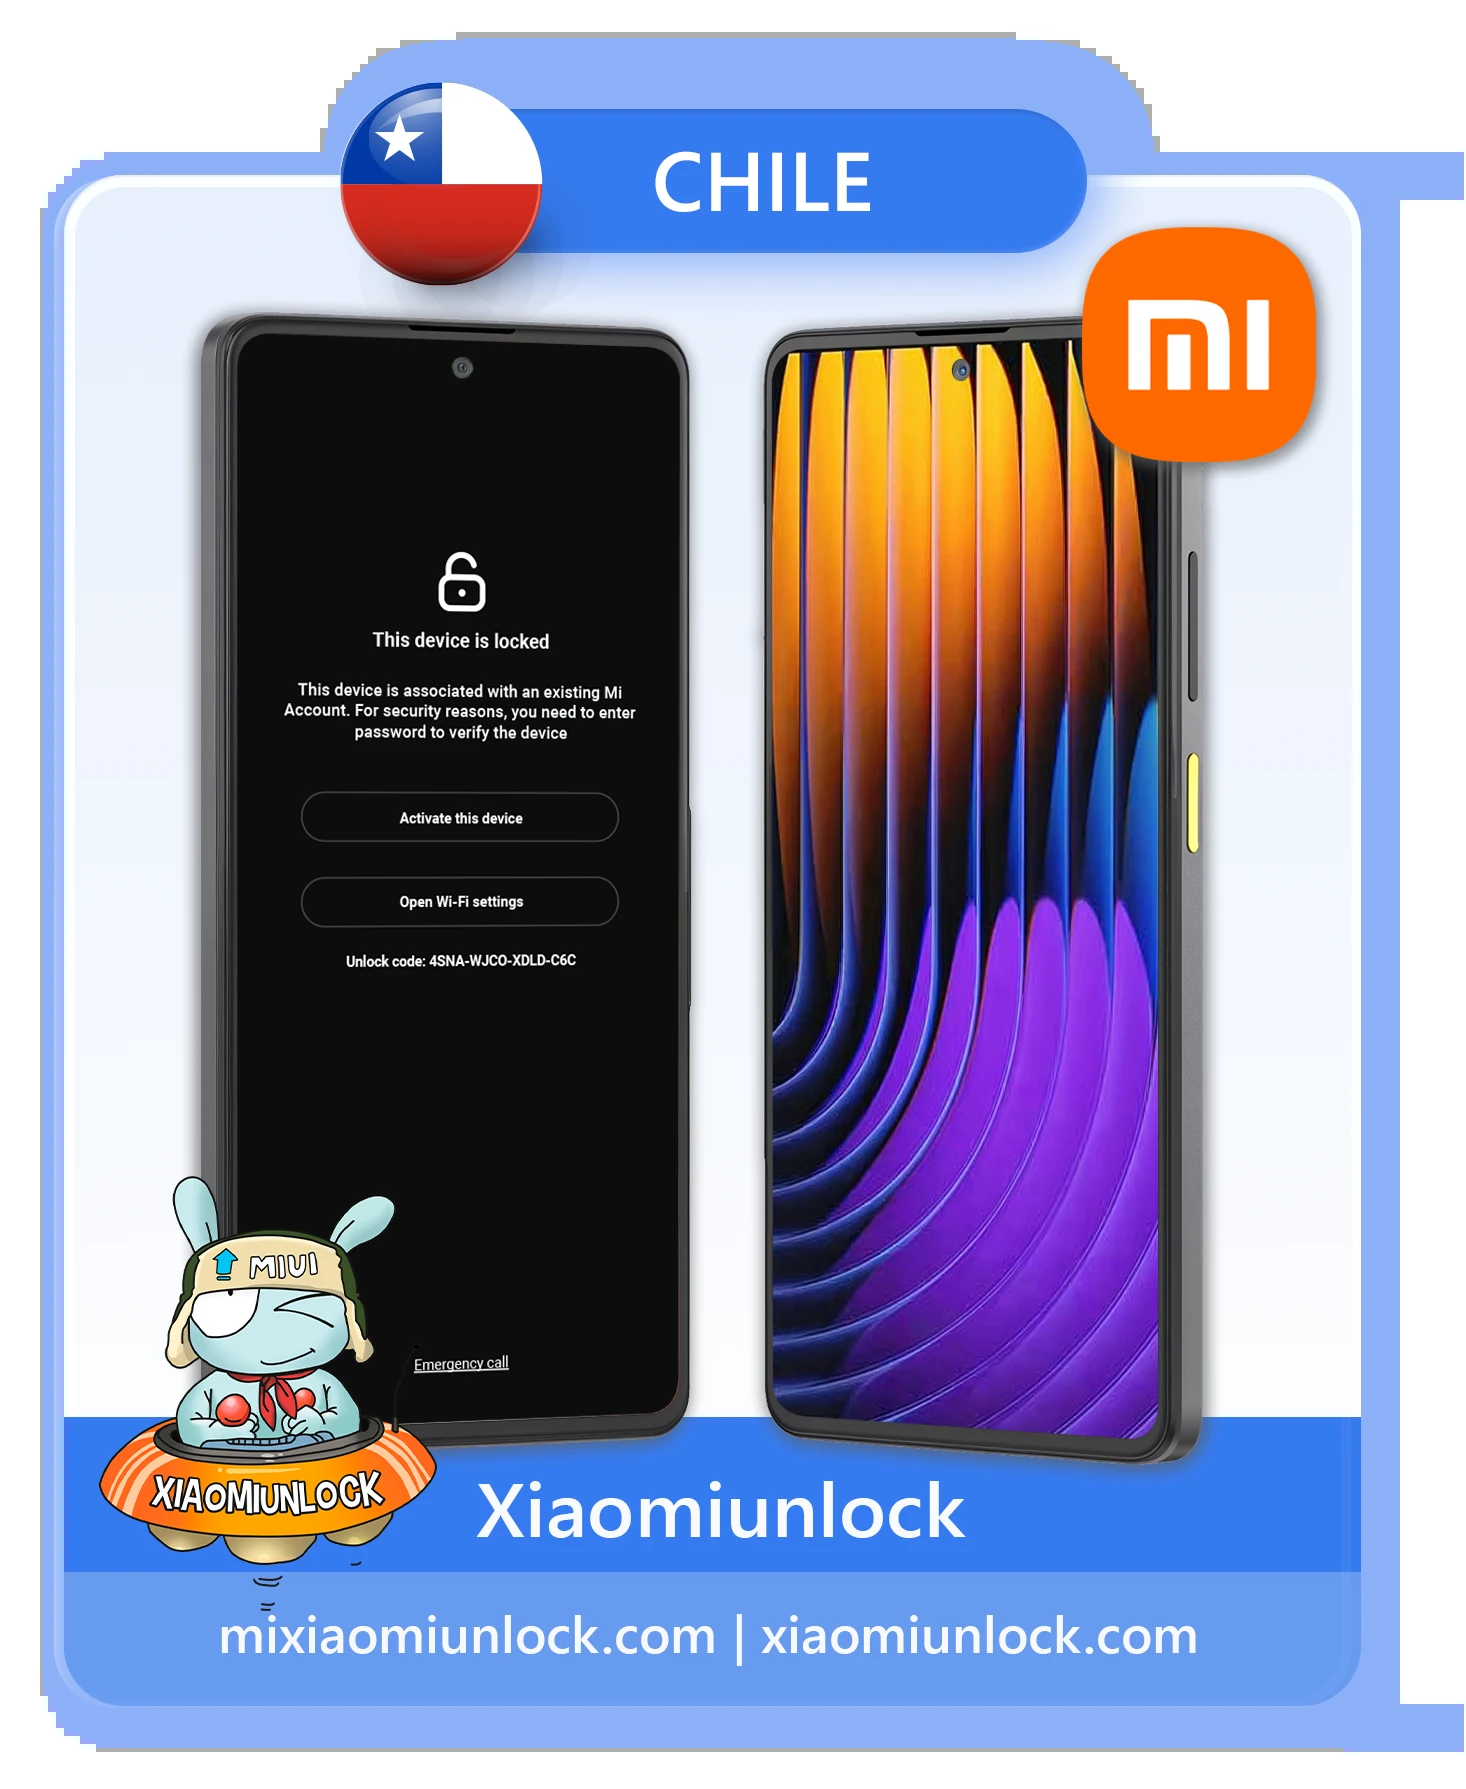 CHILE
mi
This device is locked
This device is associated with an existing Mi
Account. For security reasons, you need to enter
password to verify the device
Activate this device
Open Wi-Fi settings
Unlock code: 4SNA-WJCO-XDLD-C6C
Emergency call
MIUI
XIAOMIUNLOCK
Xiaomiunlock
mixiaomiunlock.com | xiaomiunlock.com